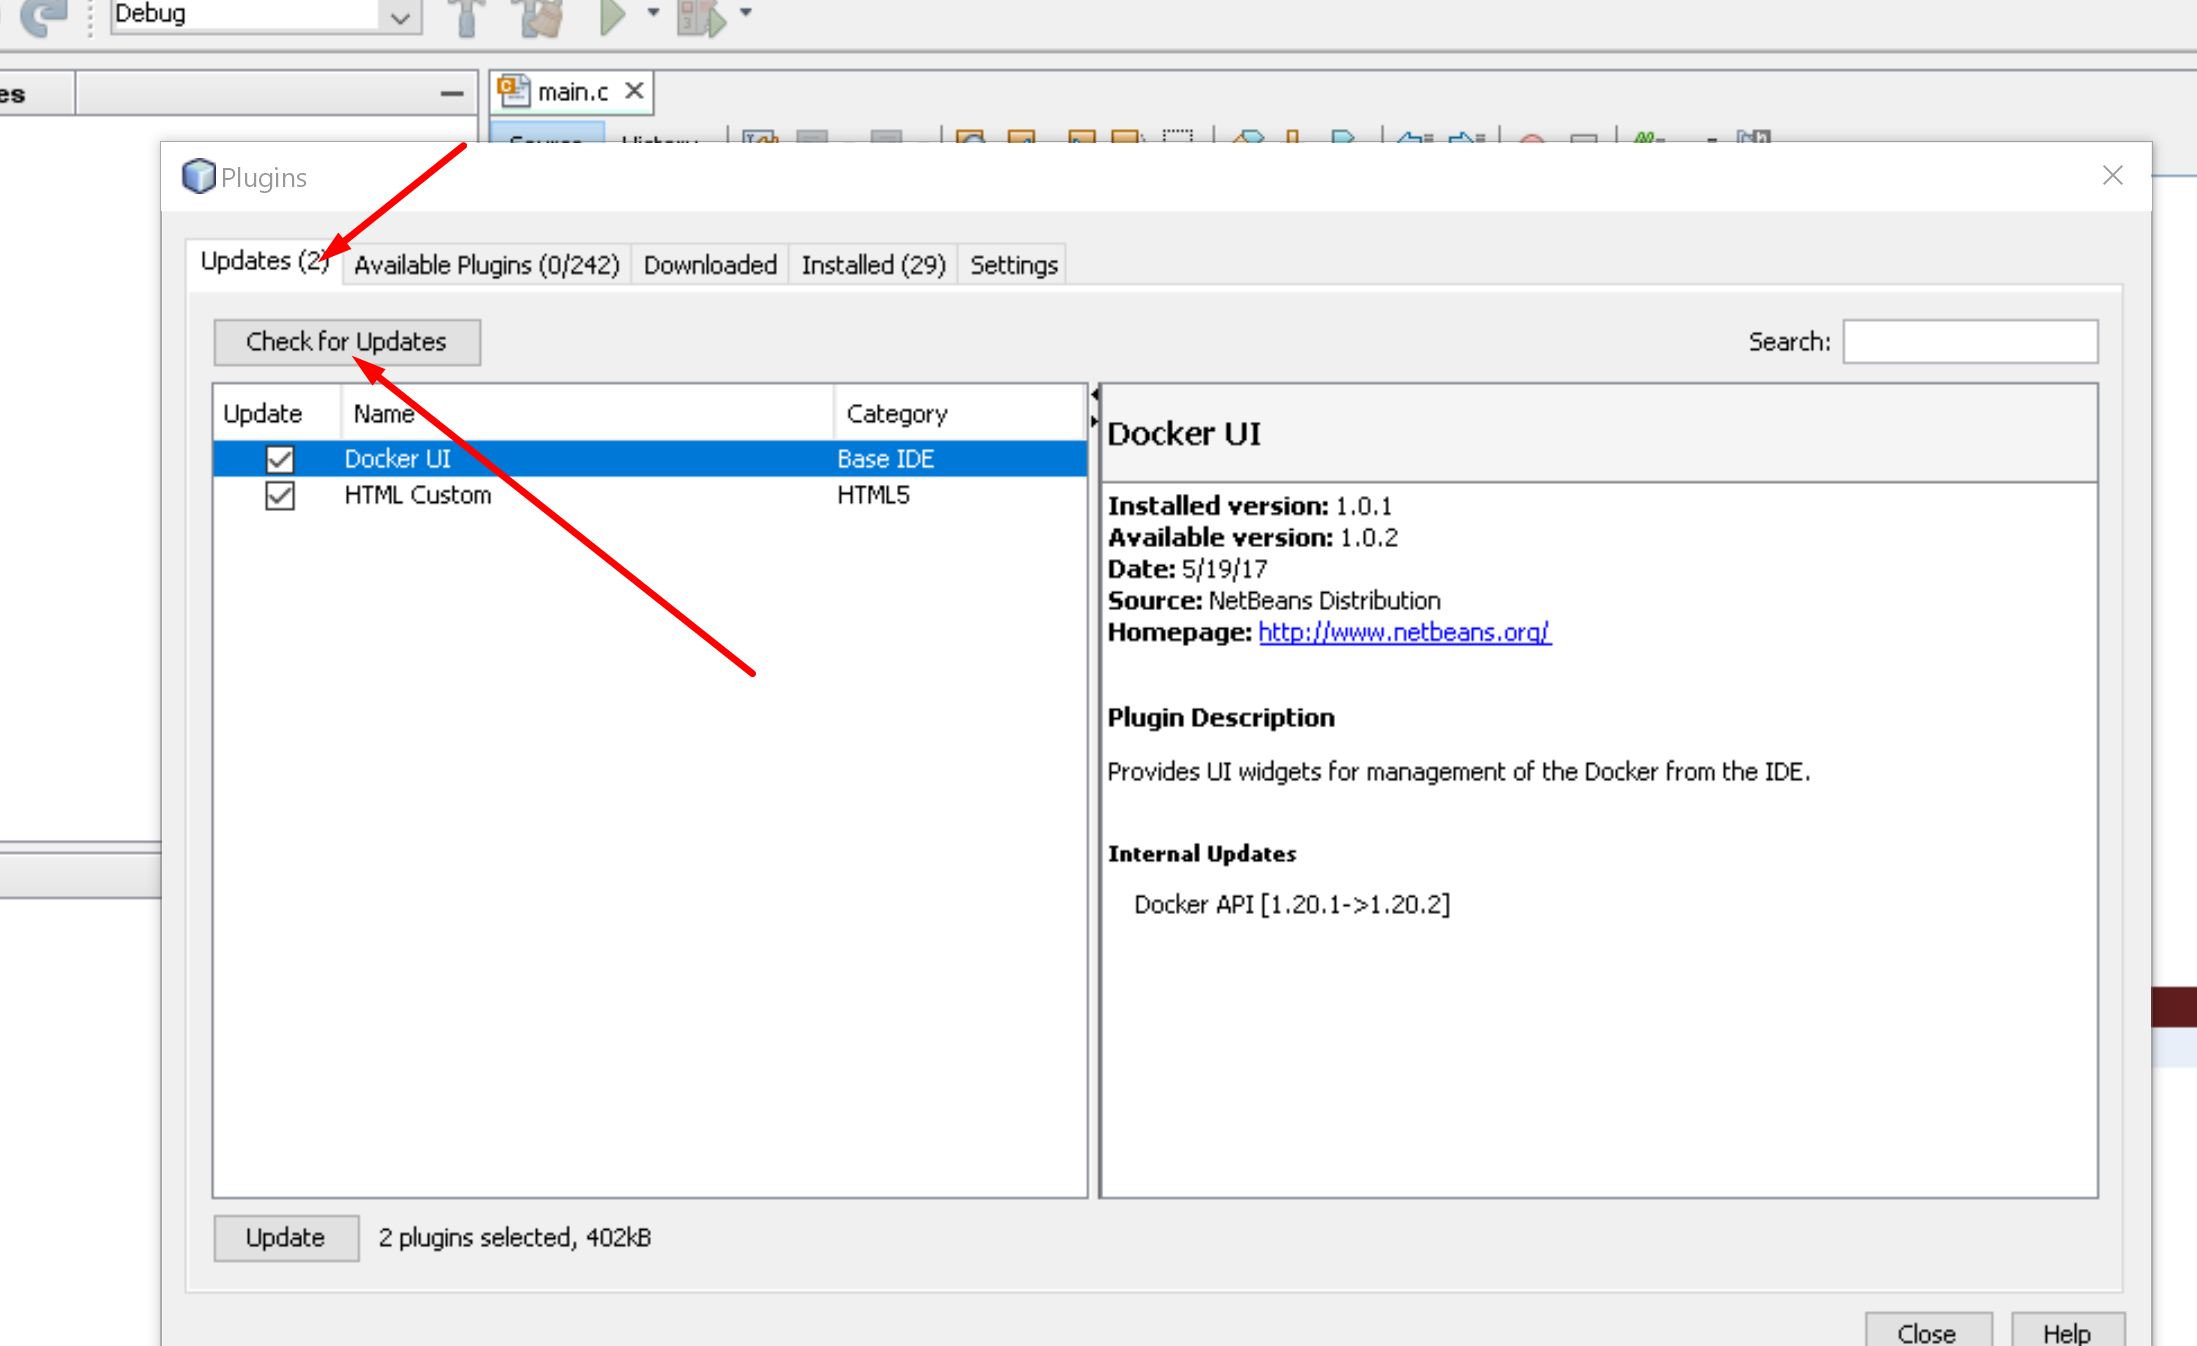 Debug
es
main.c
Source History
Plugins
Updates (2) Available Plugins (0/242) Downloaded Installed (29) Settings
Check for Updates Search:
Update Name Category
Docker UI Base IDE
HTML Custom HTML5
Docker UI
Installed version: 1.0.1
Available version: 1.0.2
Date: 5/19/17
Source: NetBeans Distribution
Homepage: http://www.netbeans.org/
Plugin Description
Provides UI widgets for management of the Docker from the IDE.
Internal Updates
Docker API [1.20.1->1.20.2]
Update 2 plugins selected, 402kB
Close Help